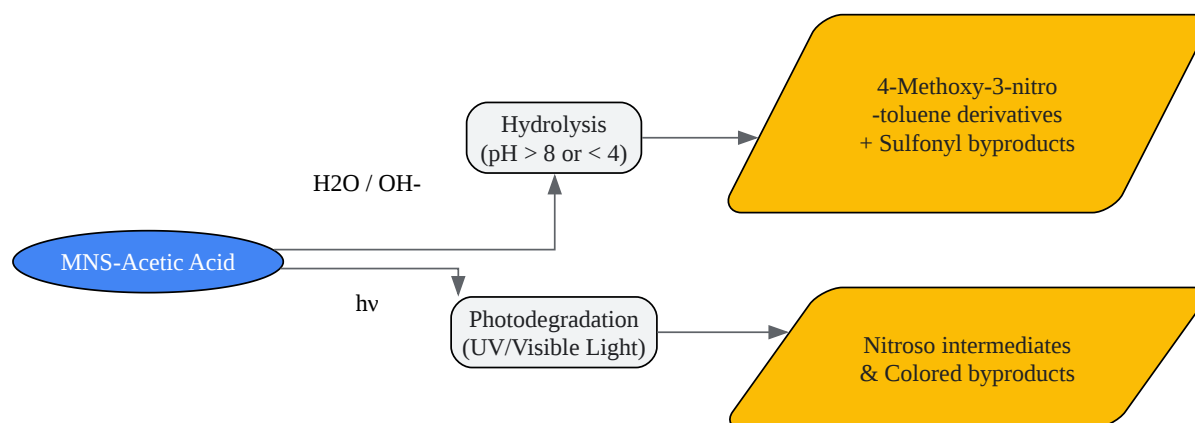 4-Methoxy-3-nitro
-toluene derivatives
+ Sulfonyl byproducts
Hydrolysis
(pH > 8 or < 4)
H2O / OH-
MNS-Acetic Acid
hν
Photodegradation
(UV/Visible Light)
Nitroso intermediates
& Colored byproducts